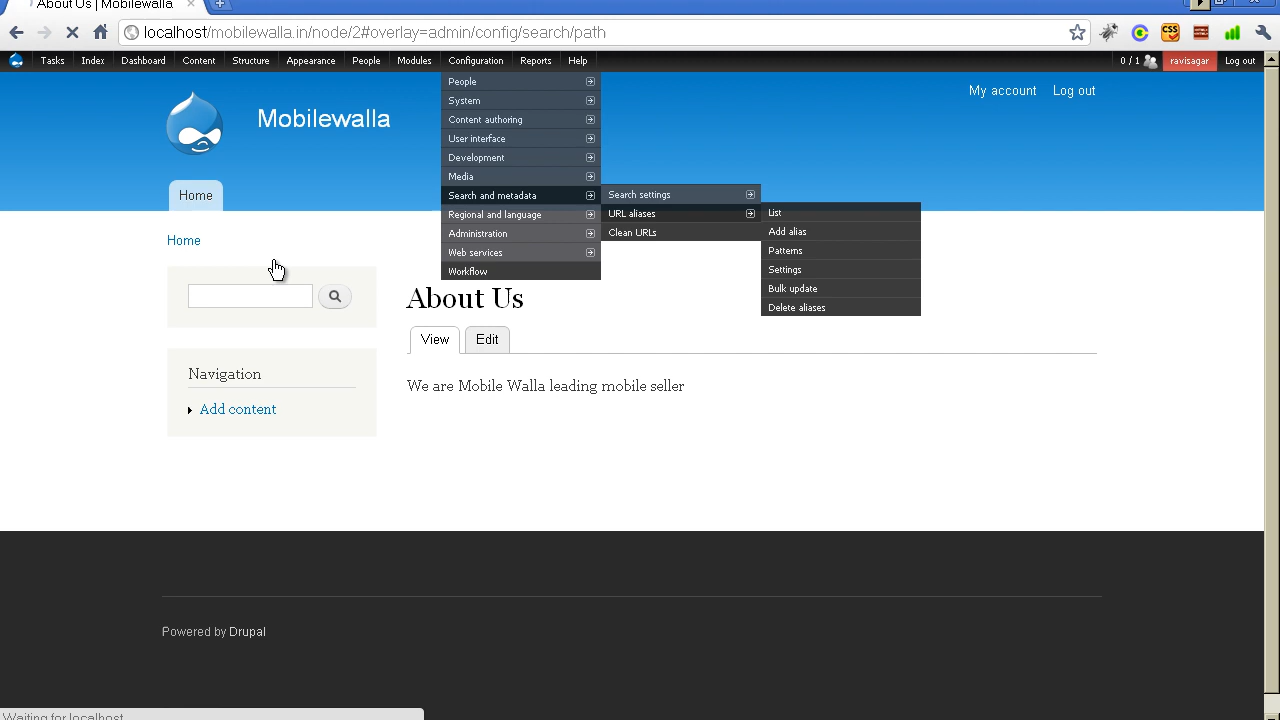 About Us | Mobilewalla
localhost/mobilewalla.in/node/2#overlay=admin/config/search/path
CSS
Tasks Index Dashboard Content Structure Appearance People Modules Configuration Reports Help 0 / 1 ravisagar Log out
People
System
Content authoring
User interface
Development
Media
Search and metadata
Regional and language
Administration
Web services
Workflow
Search settings
URL aliases
Clean URLs
List
Add alias
Patterns
Settings
Bulk update
Delete aliases
My account Log out
Mobilewalla
Home
Home
About Us
View Edit
We are Mobile Walla leading mobile seller
Navigation
Add content
Powered by Drupal
Waiting for localhost